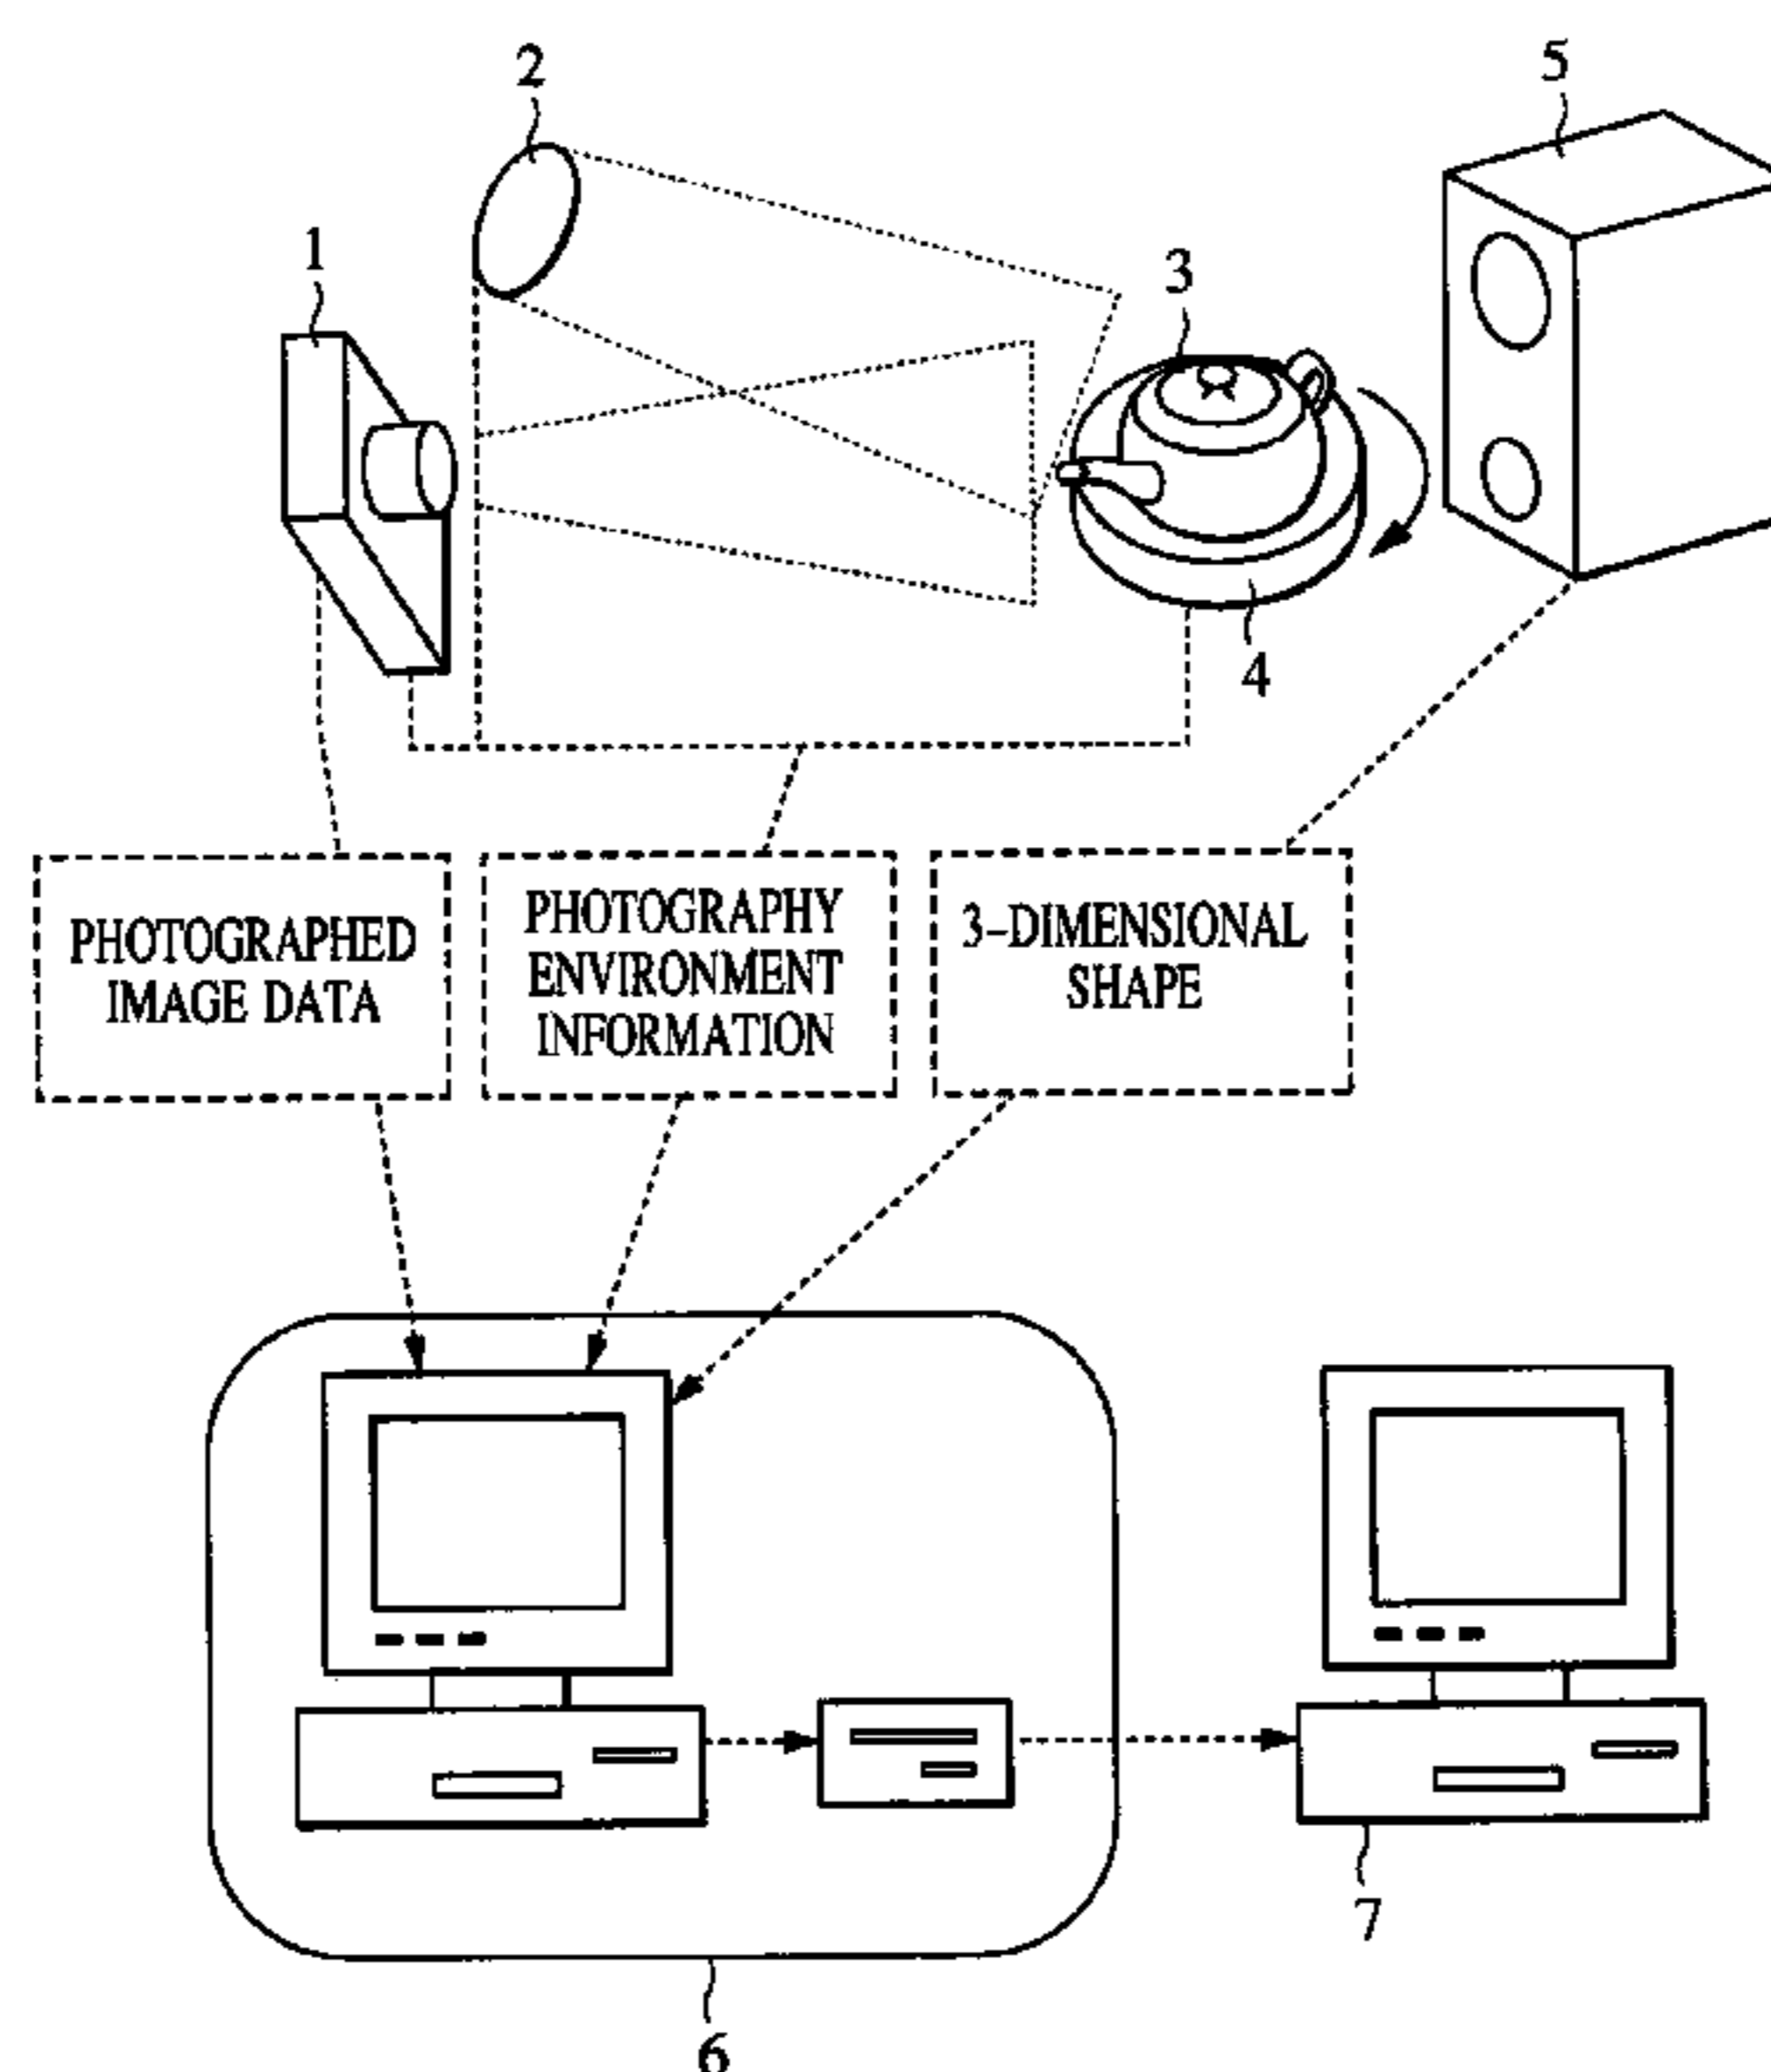 2
5
1
3
4
PHOTOGRAPHED
IMAGE DATA
PHOTOGRAPHY
ENVIRONMENT
INFORMATION
3-DIMENSIONAL
SHAPE
7
6